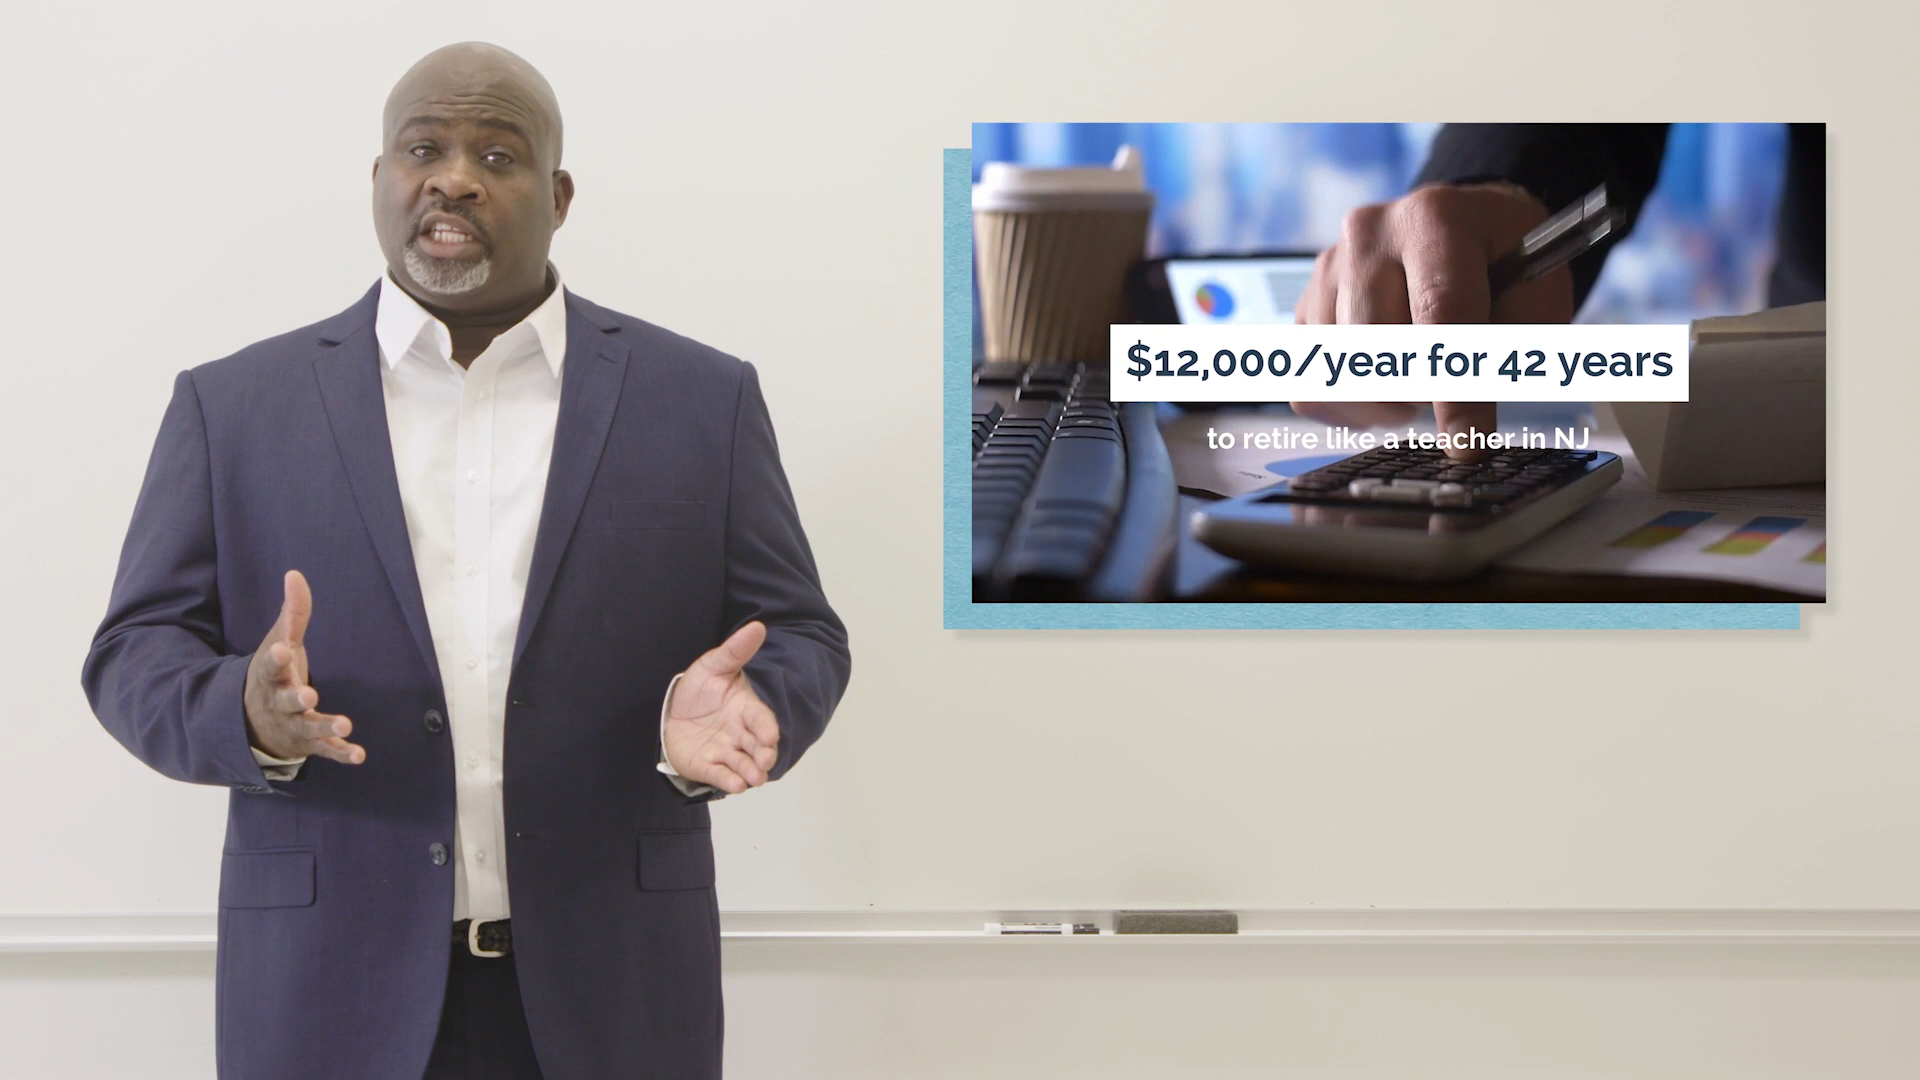 $12,000/year for 42 years
to retire like a teacher in NJ